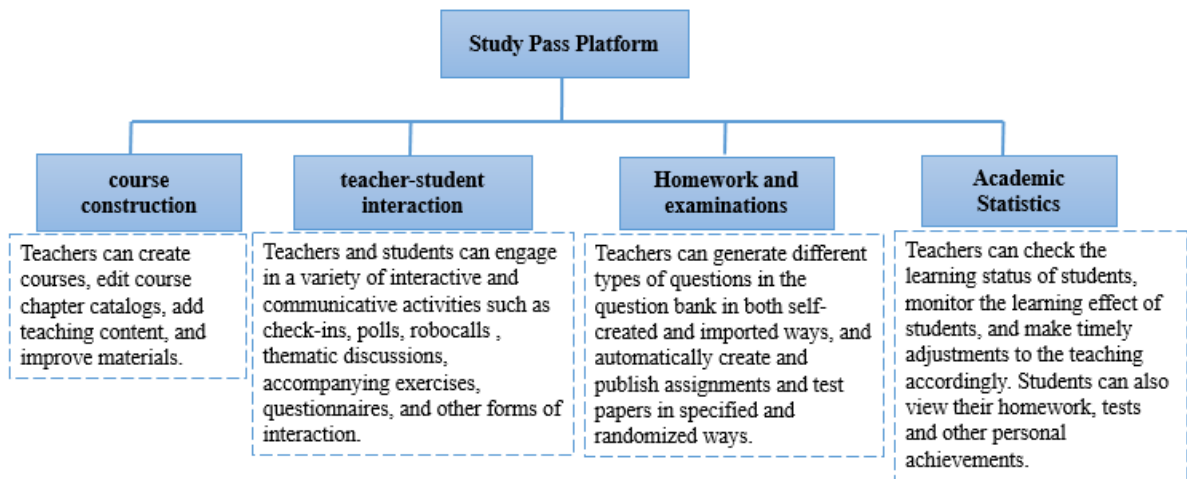 Study Pass Platform
course
construction
Teachers can create
courses, edit course
chapter catalogs, add
teaching content, and
improve materials.
teacher-student
interaction
Teachers and students can engage
in a variety of interactive and
communicative activities such as
check-ins, polls, robocalls ,
thematic discussions,
accompanying exercises,
questionnaires, and other forms of
interaction.
Homework and
examinations
Teachers can generate different
types of questions in the
question bank in both self-
created and imported ways, and
automatically create and
publish assignments and test
papers in specified and
randomized ways.
Academic
Statistics
Teachers can check the
learning status of students,
monitor the learning effect of
students, and make timely
adjustments to the teaching
accordingly. Students can also
view their homework, tests
and other personal
achievements.